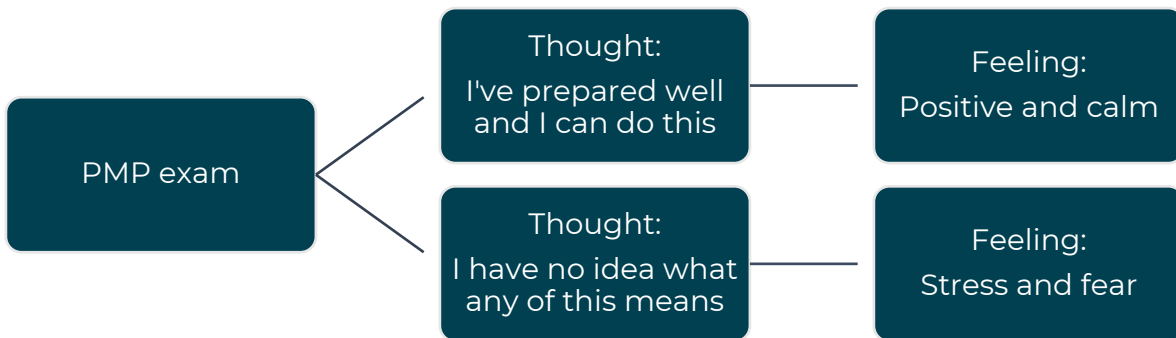 PMP exam
Thought:
I've prepared well
and I can do this
Feeling:
Positive and calm
Thought:
I have no idea what
any of this means
Feeling:
Stress and fear